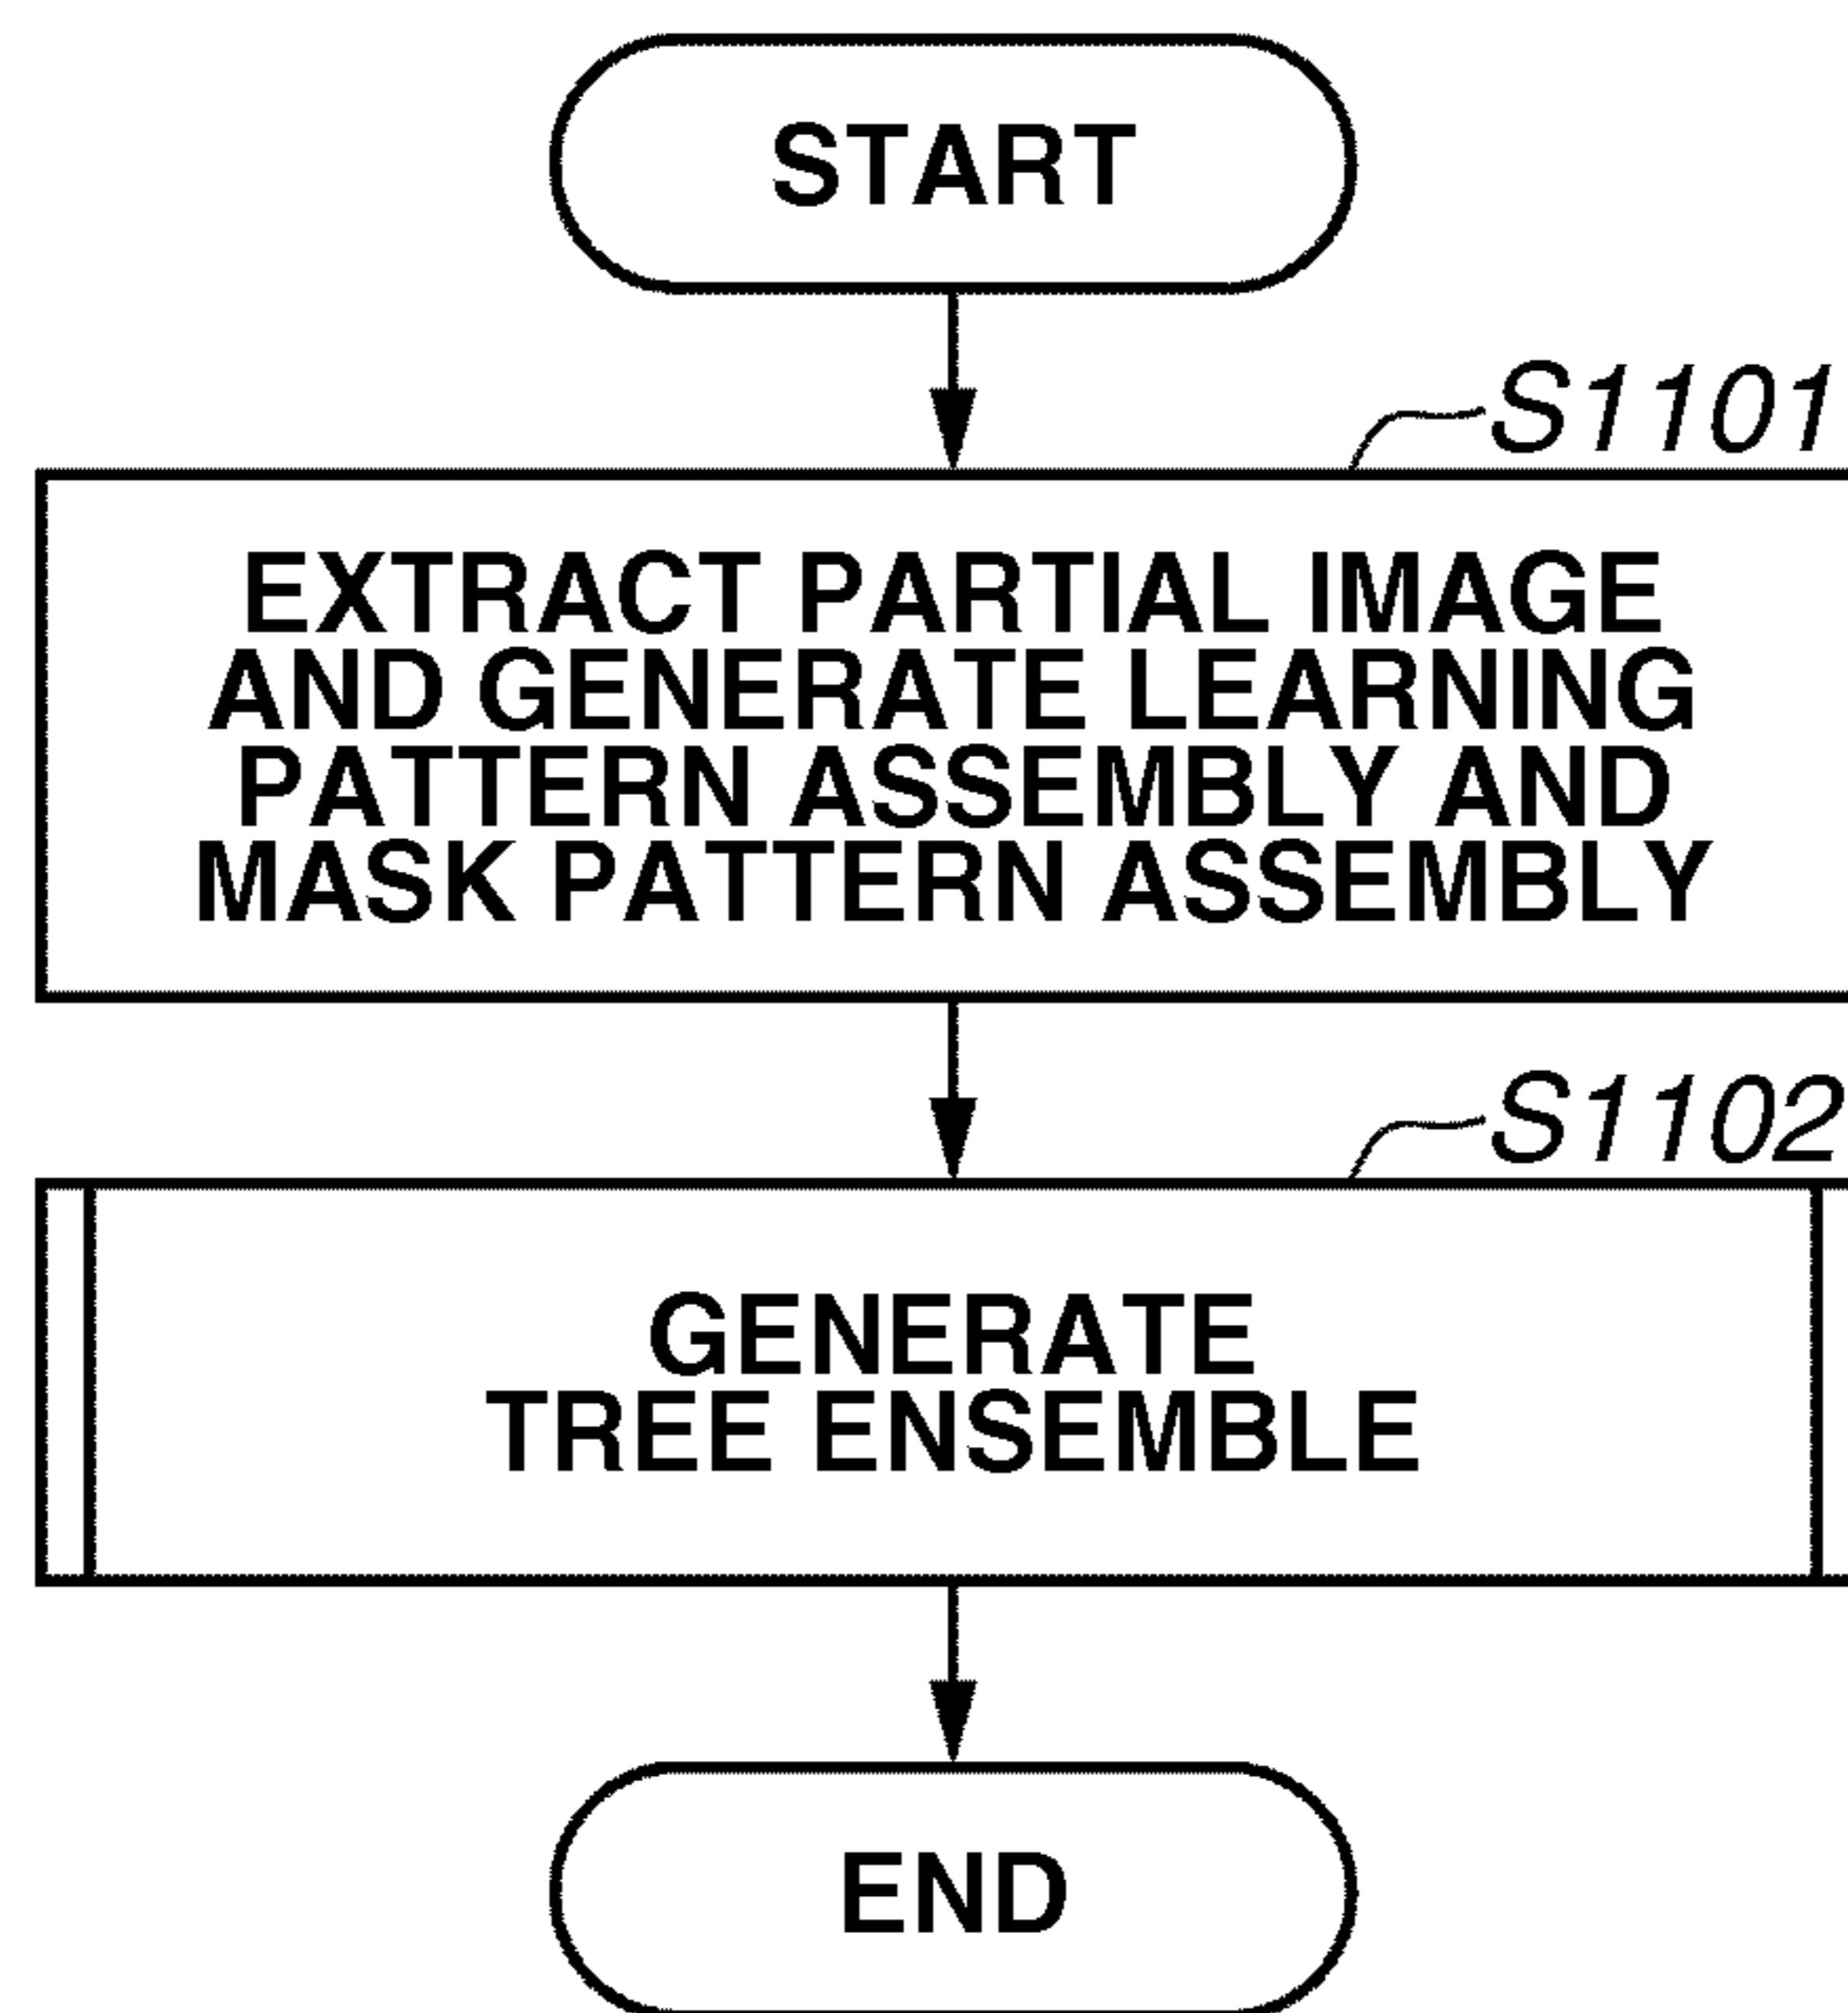 START
S1101
EXTRACT PARTIAL IMAGE
AND GENERATE LEARNING
PATTERN ASSEMBLY AND
MASK PATTERN ASSEMBLY
S1102
GENERATE
TREE ENSEMBLE
END